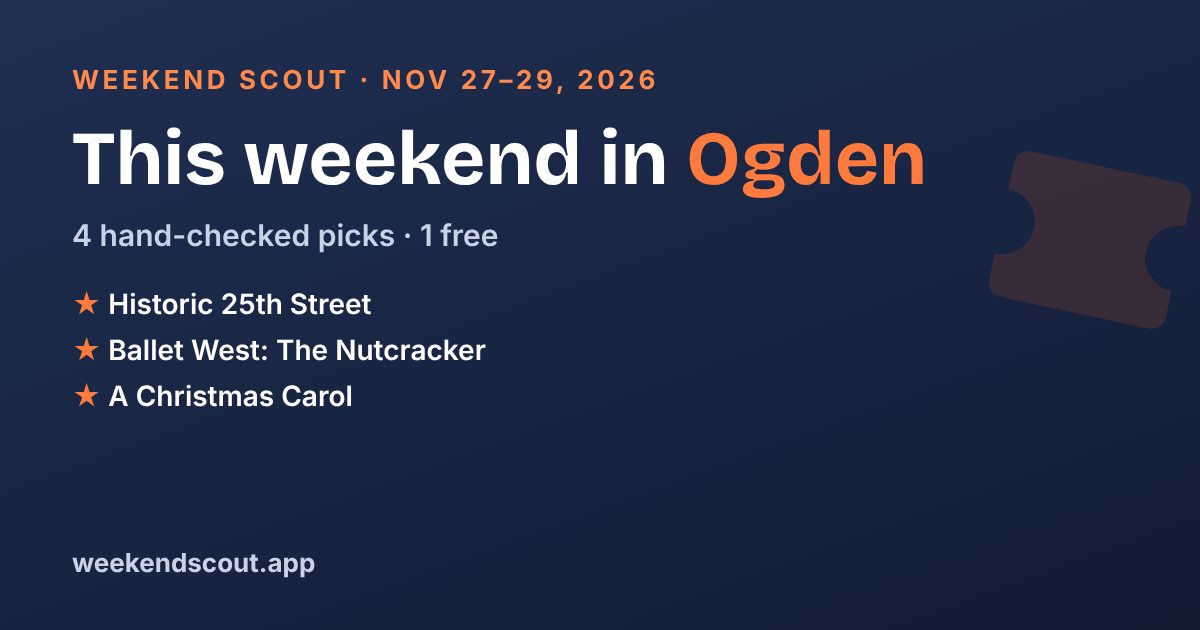 WEEKEND SCOUT · NOV 27–29, 2026
This weekend in Ogden
4 hand-checked picks · 1 free
★ Historic 25th Street
★ Ballet West: The Nutcracker
★ A Christmas Carol
weekendscout.app